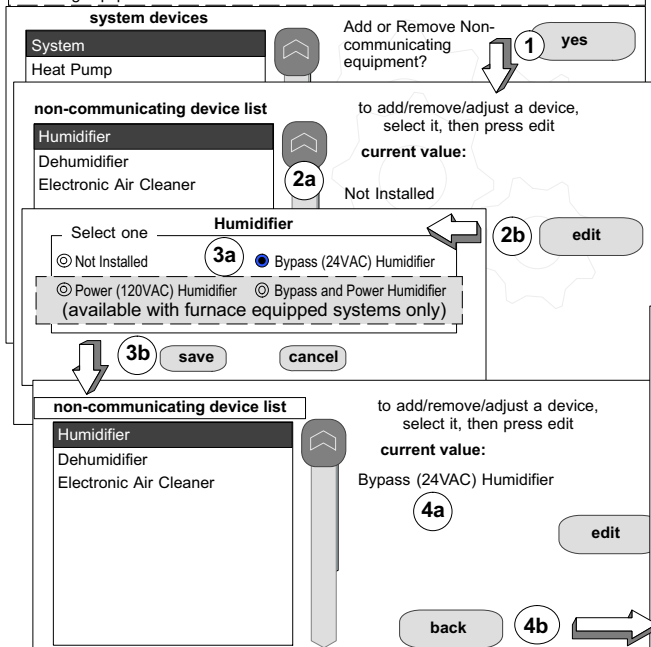 system devices
System
Heat Pump
Add or Remove Non-
communicating
equipment?
1
yes
non-communicating device list
Humidifier
Dehumidifier
Electronic Air Cleaner
2a
to add/remove/adjust a device,
select it, then press edit
current value:
Not Installed
2b
edit
Humidifier
Select one
3a
Not Installed
Bypass (24VAC) Humidifier
Power (120VAC) Humidifier
Bypass and Power Humidifier
(available with furnace equipped systems only)
3b
save
cancel
non-communicating device list
Humidifier
Dehumidifier
Electronic Air Cleaner
to add/remove/adjust a device,
select it, then press edit
current value:
Bypass (24VAC) Humidifier
4a
edit
back
4b